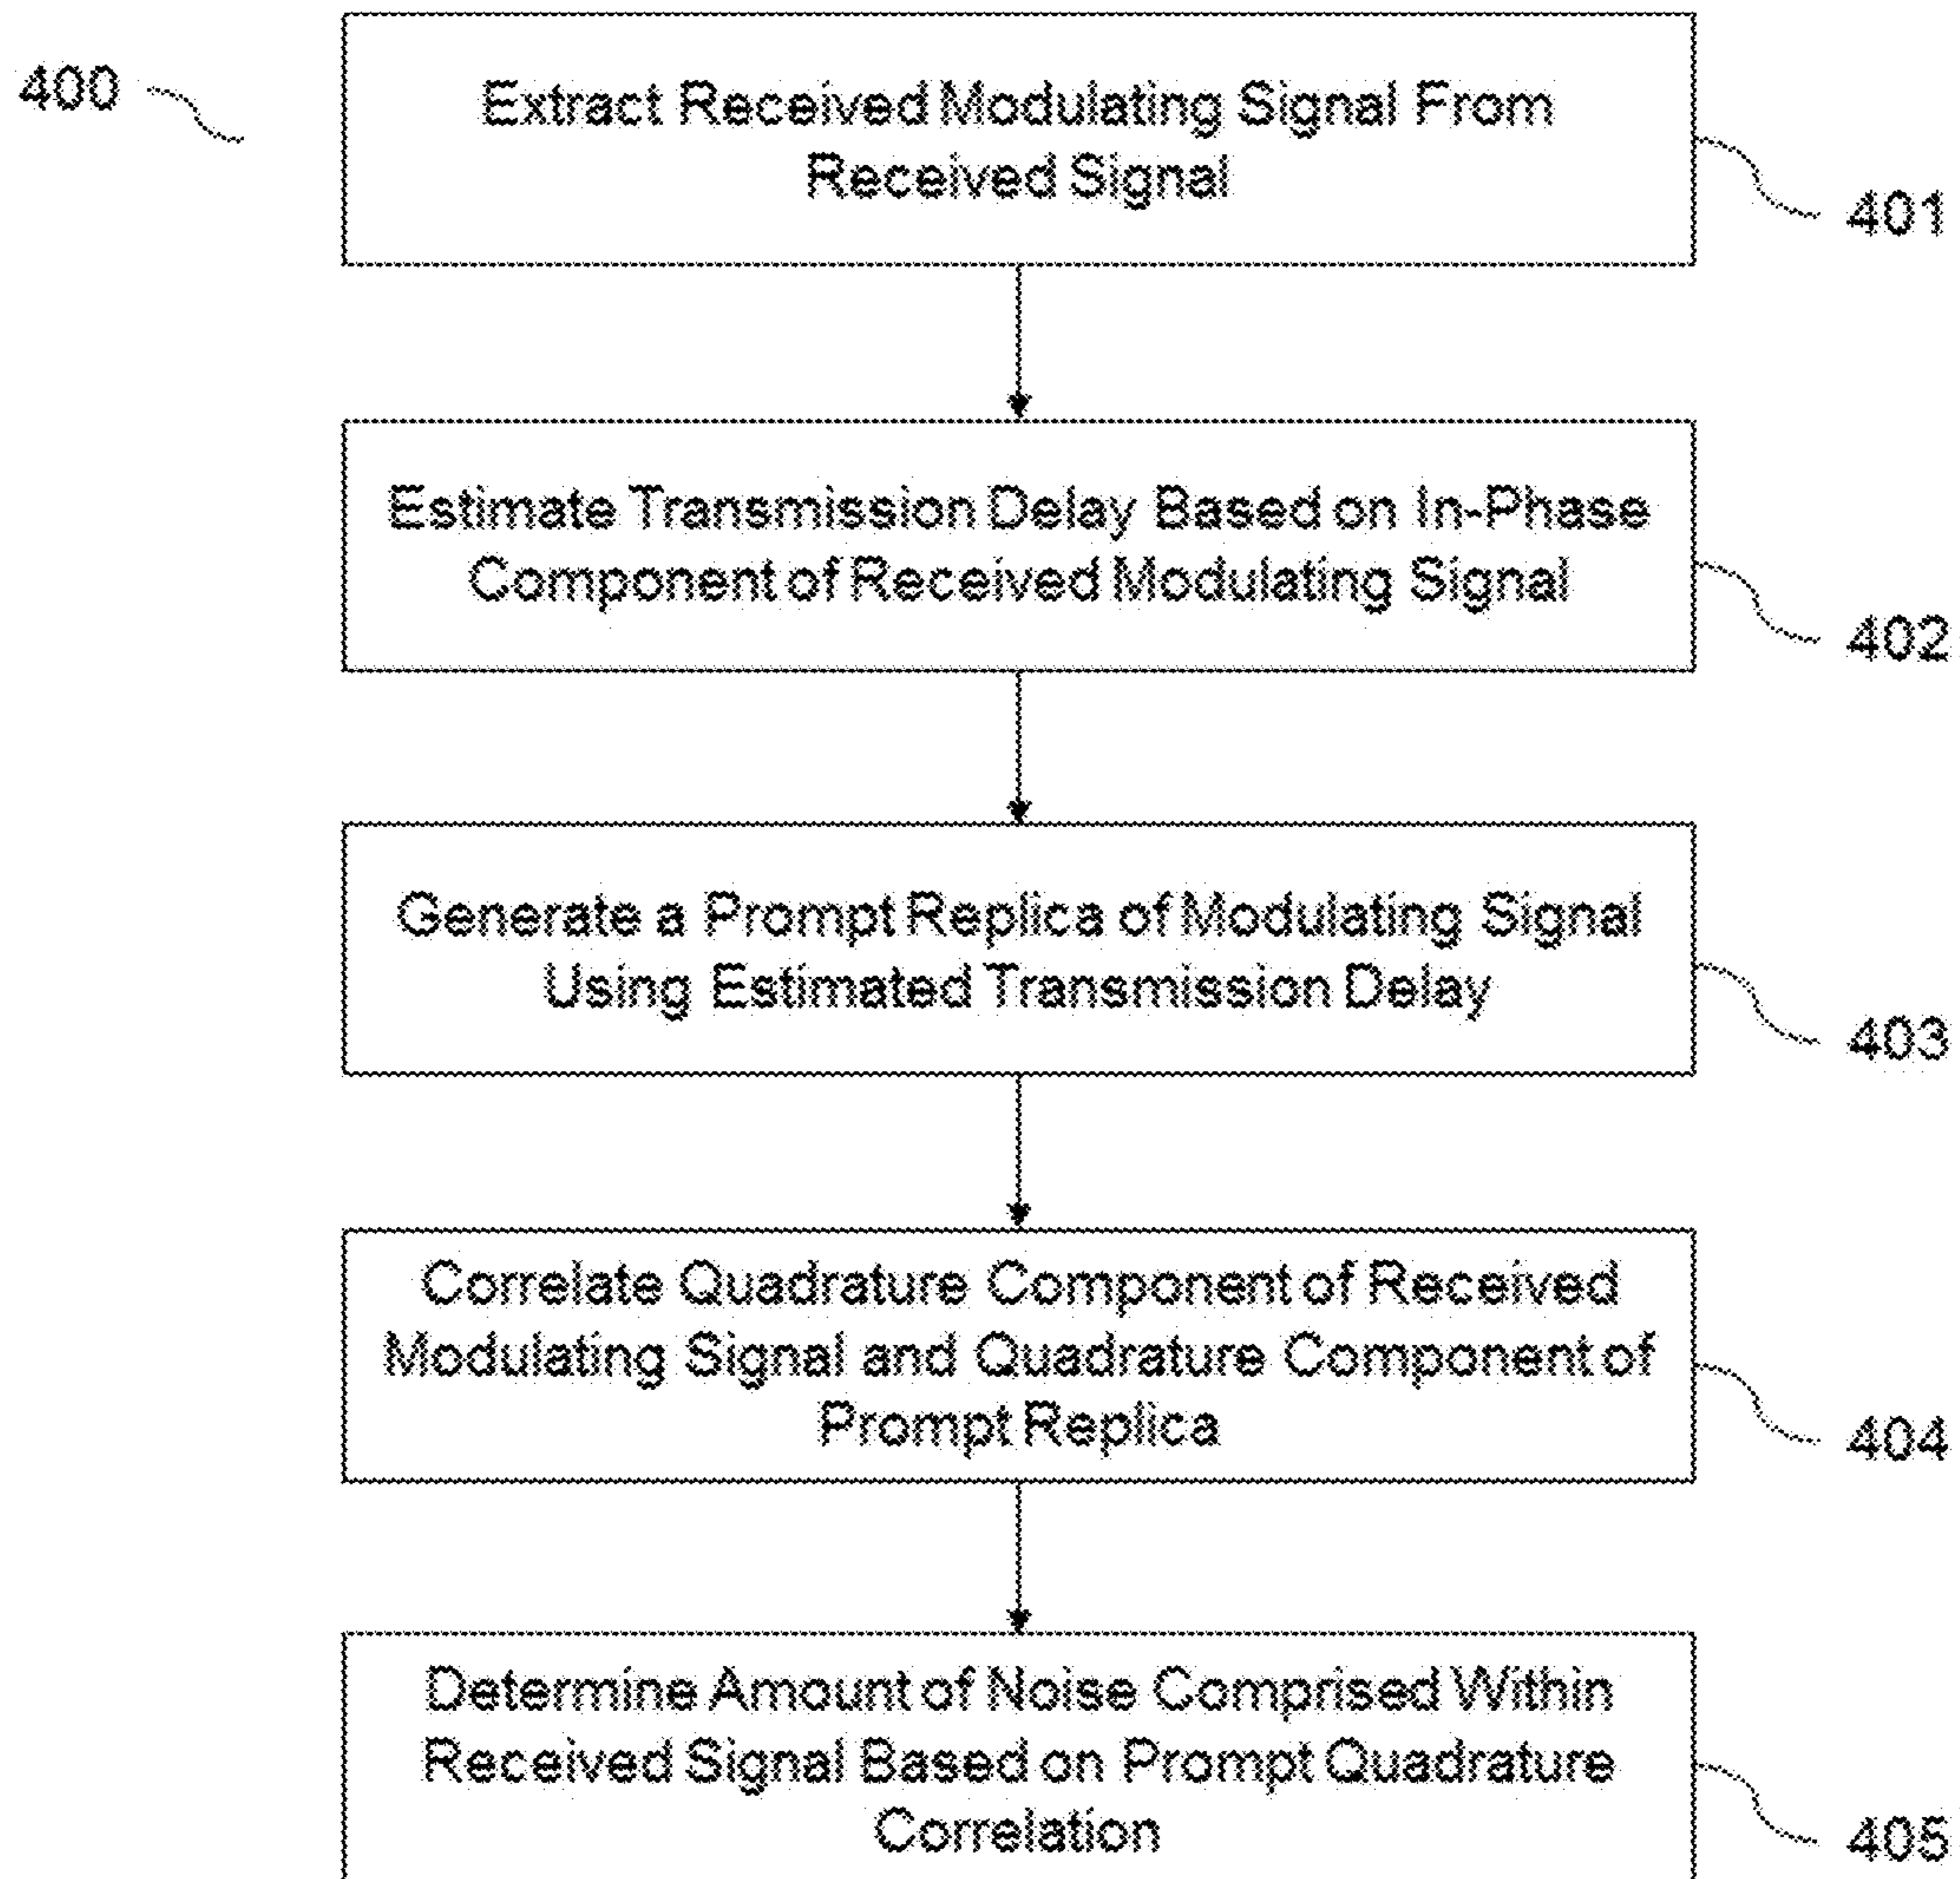 400
Extract Received Modulating Signal From
Received Signal
401
Estimate Transmission Delay Based on In-Phase
Component of Received Modulating Signal
402
Generate a Prompt Replica of Modulating Signal
Using Estimated Transmission Delay
403
Correlate Quadrature Component of Received
Modulating Signal and Quadrature Component of
Prompt Replica
404
Determine Amount of Noise Comprised Within
Received Signal Based on Prompt Quadrature
Correlation
405